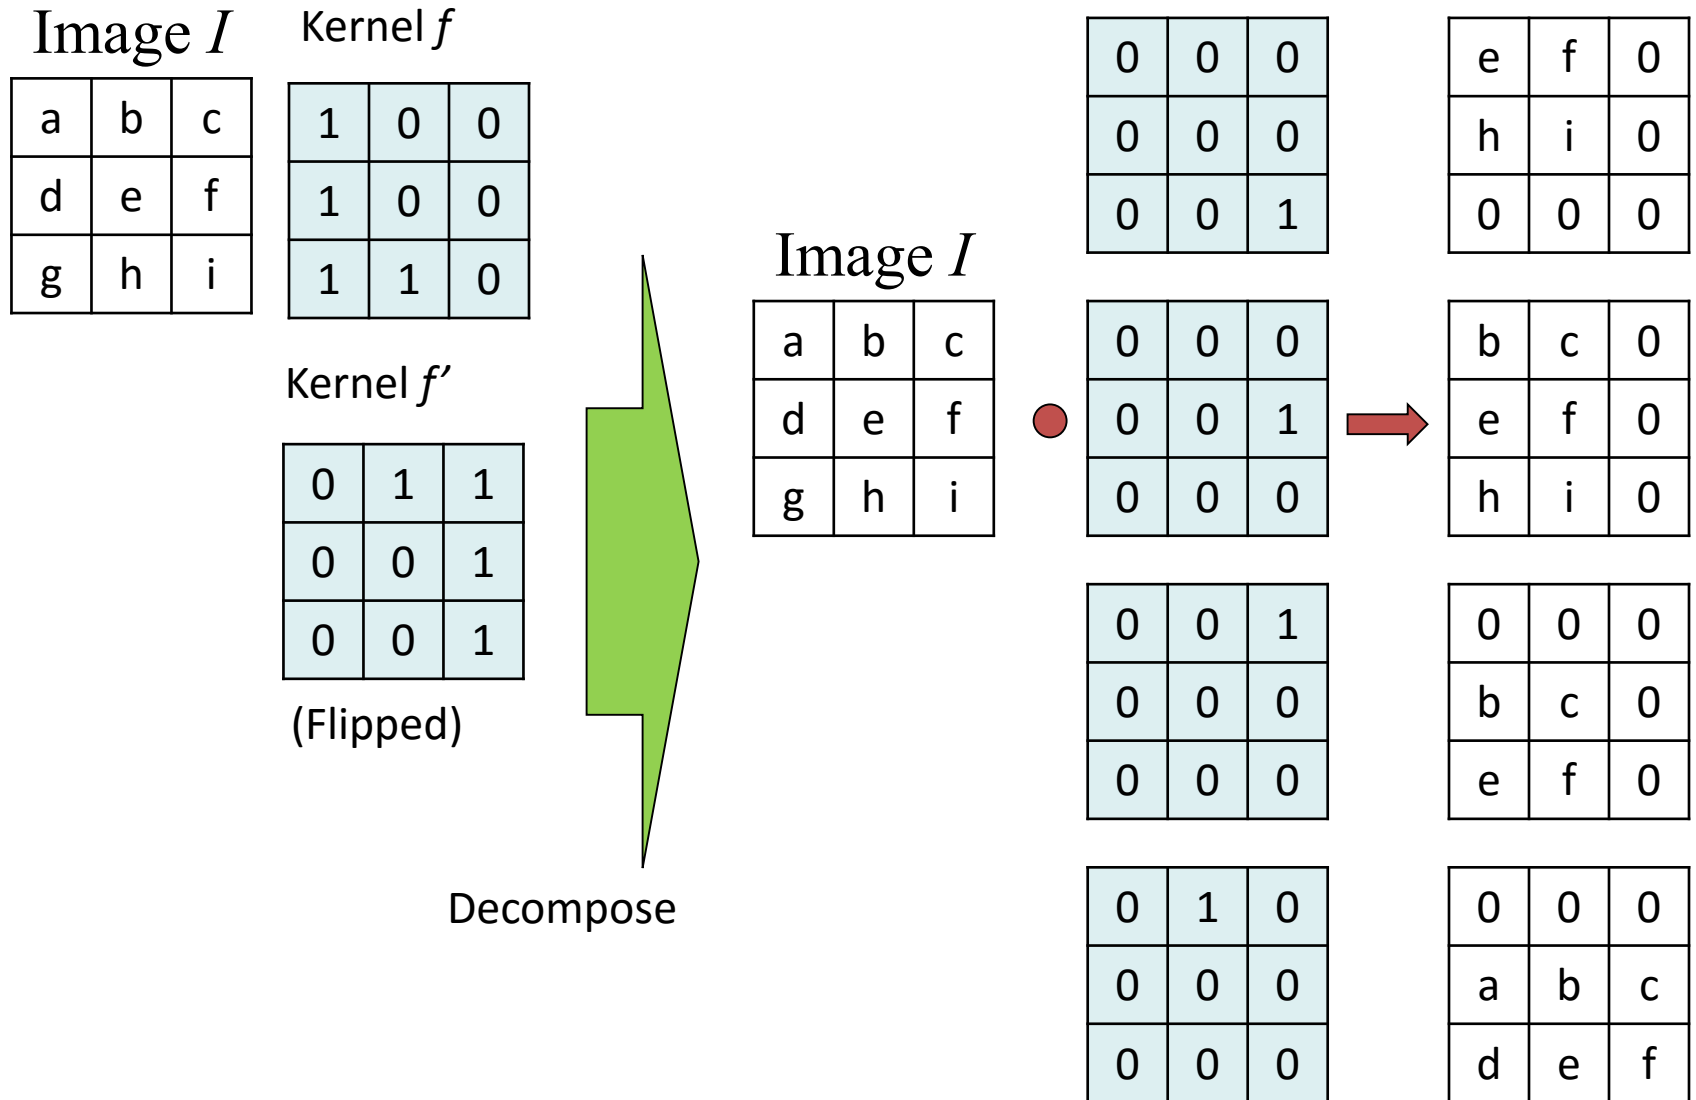 Image I
a b c
d e f
g h i
Kernel f
1 0 0
1 0 0
1 1 0
Kernel f’
0 1 1
0 0 1
0 0 1
(Flipped)
Decompose
Image I
a b c
d e f
g h i
0 0 0
0 0 0
0 0 1
e f 0
h i 0
0 0 0
0 0 0
0 0 1
0 0 0
b c 0
e f 0
h i 0
0 0 1
0 0 0
0 0 0
0 0 0
b c 0
e f 0
0 1 0
0 0 0
0 0 0
0 0 0
a b c
d e f